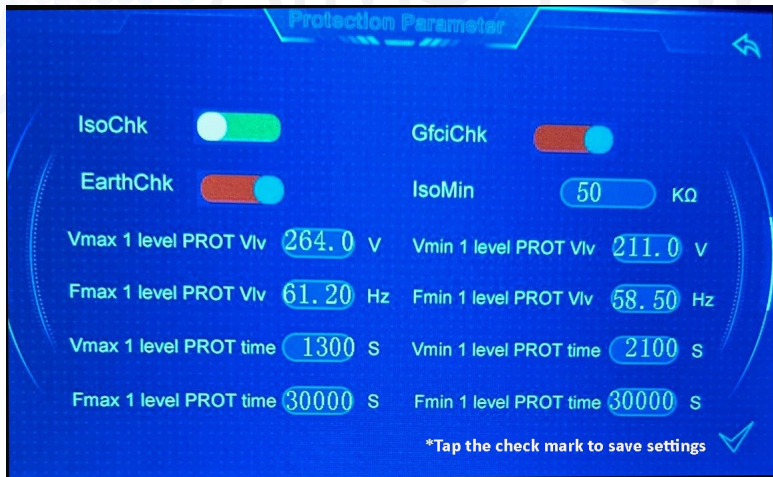 Protection Parameter
IsoChk
GfciChk
EarthChk
IsoMin 50 KΩ
Vmax 1 level PROT Vlv 264.0 V
Vmin 1 level PROT Vlv 211.0 V
Fmax 1 level PROT Vlv 61.20 Hz
Fmin 1 level PROT Vlv 58.50 Hz
Vmax 1 level PROT time 1300 S
Vmin 1 level PROT time 2100 S
Fmax 1 level PROT time 30000 S
Fmin 1 level PROT time 30000 S
*Tap the check mark to save settings